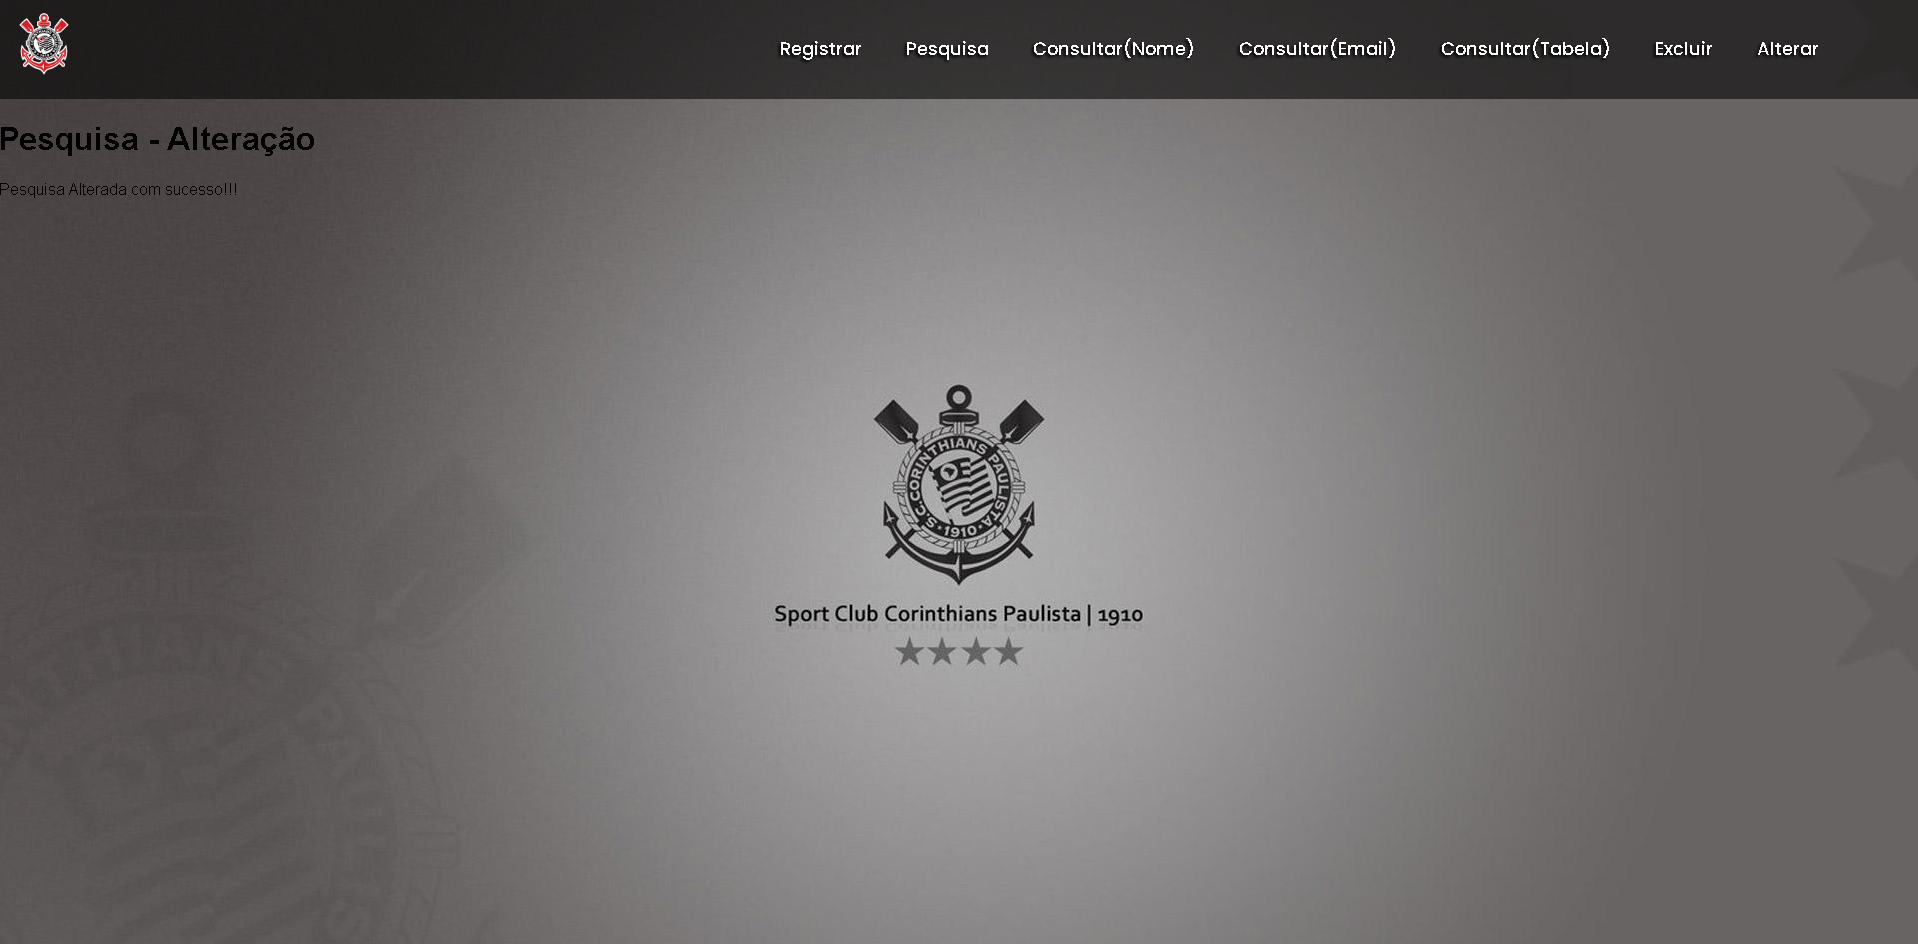 Registrar Pesquisa Consultar(Nome) Consultar(Email) Consultar(Tabela) Excluir Alterar
Pesquisa - Alteração
Pesquisa Alterada com sucesso!!!
S.C.CORINTHIANS PAULISTA
1910
Sport Club Corinthians Paulista | 1910